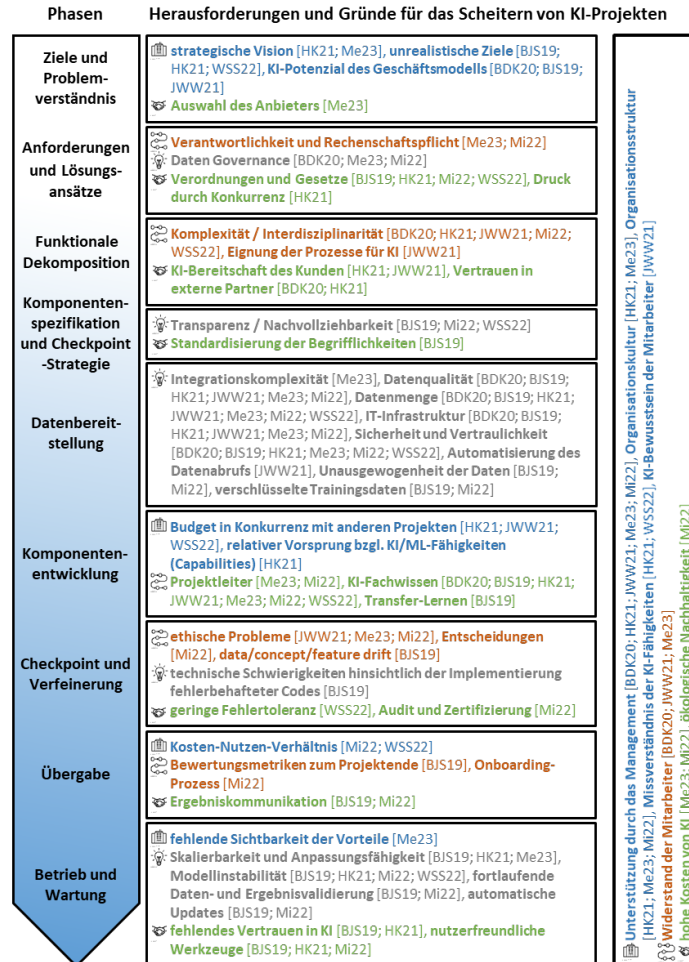 Phasen
Herausforderungen und Gründe für das Scheitern von KI-Projekten
Ziele und
Problem-
verständnis
strategische Vision [HK21; Me23], unrealistische Ziele [BJS19;
HK21; WSS22], KI-Potenzial des Geschäftsmodells [BDK20; BJS19;
JWW21]
Auswahl des Anbieters [Me23]
Anforderungen
und Lösungs-
ansätze
Verantwortlichkeit und Rechenschaftspflicht [Me23; Mi22]
Daten Governance [BDK20; Me23; Mi22]
Verordnungen und Gesetze [BJS19; HK21; Mi22; WSS22], Druck
durch Konkurrenz [HK21]
Funktionale
Dekomposition
Komplexität / Interdisziplinarität [BDK20; HK21; JWW21; Mi22;
WSS22], Eignung der Prozesse für KI [JWW21]
KI-Bereitschaft des Kunden [HK21; JWW21], Vertrauen in
externe Partner [BDK20; HK21]
Komponenten-
spezifikation
und Checkpoint
-Strategie
Transparenz / Nachvollziehbarkeit [BJS19; Mi22; WSS22]
Standardisierung der Begrifflichkeiten [BJS19]
Datenbereit-
stellung
Integrationskomplexität [Me23], Datenqualität [BDK20; BJS19;
HK21; JWW21; Me23; Mi22], Datenmenge [BDK20; BJS19; HK21;
JWW21; Me23; Mi22; WSS22], IT-Infrastruktur [BDK20; BJS19;
HK21; JWW21; Me23; Mi22], Sicherheit und Vertraulichkeit
[BDK20; BJS19; HK21; Me23; Mi22; WSS22], Automatisierung des
Datenabrufs [JWW21], Unausgewogenheit der Daten [BJS19;
Mi22], verschlüsselte Trainingsdaten [BJS19; Mi22]
Komponenten-
entwicklung
Budget in Konkurrenz mit anderen Projekten [HK21; JWW21;
WSS22], relativer Vorsprung bzgl. KI/ML-Fähigkeiten
(Capabilities) [HK21]
Projektleiter [Me23; Mi22], KI-Fachwissen [BDK20; BJS19; HK21;
JWW21; Me23; Mi22; WSS22], Transfer-Lernen [BJS19]
Checkpoint und
Verfeinerung
ethische Probleme [JWW21; Me23; Mi22], Entscheidungen
[Mi22], data/concept/feature drift [BJS19]
technische Schwierigkeiten hinsichtlich der Implementierung
fehlerbehafteter Codes [BJS19]
geringe Fehlertoleranz [WSS22], Audit und Zertifizierung [Mi22]
Übergabe
Kosten-Nutzen-Verhältnis [Mi22; WSS22]
Bewertungsmetriken zum Projektende [BJS19], Onboarding-
Prozess [Mi22]
Ergebniskommunikation [BJS19; Mi22]
Betrieb und
Wartung
fehlende Sichtbarkeit der Vorteile [Me23]
Skalierbarkeit und Anpassungsfähigkeit [BJS19; HK21; Me23],
Modellinstabilität [BJS19; HK21; Mi22; WSS22], fortlaufende
Daten- und Ergebnisvalidierung [BJS19; Mi22], automatische
Updates [BJS19; Mi22]
fehlendes Vertrauen in KI [BJS19; HK21], nutzerfreundliche
Werkzeuge [BJS19; HK21; Mi22]
Unterstützung durch das Management [BDK20; HK21; JWW21; Me23; Mi22], Organisationskultur [HK21; Me23], Organisationsstruktur
[HK21; Me23; Mi22], Missverständnis der KI-Fähigkeiten [HK21; WSS22], KI-Bewusstsein der Mitarbeiter [JWW21]
Widerstand der Mitarbeiter [BDK20; JWW21; Me23]
hohe Kosten von KI [Me23; Mi22], ökologische Nachhaltigkeit [Mi22]